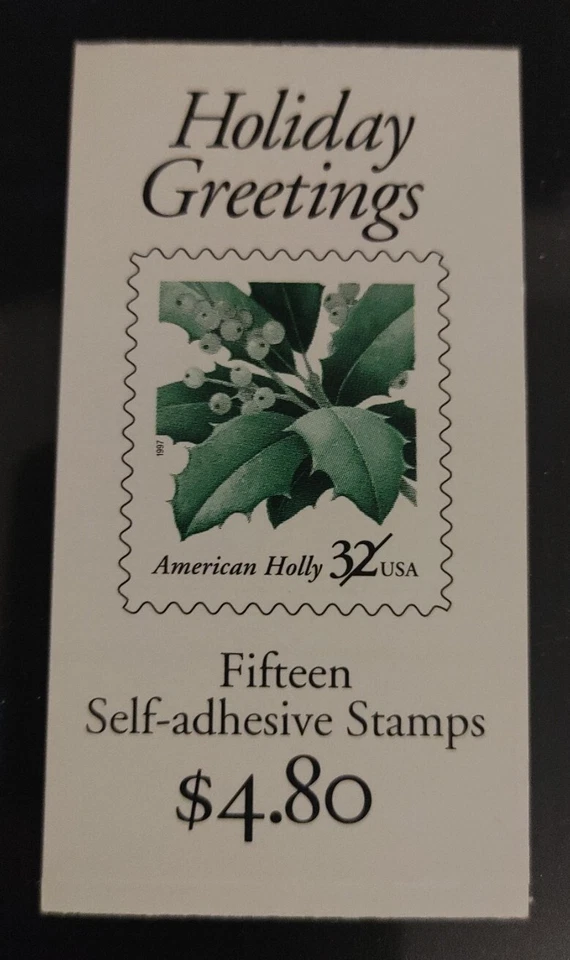 Holiday
Greetings
1997
American Holly 32 USA
Fifteen
Self-adhesive Stamps
$4.80